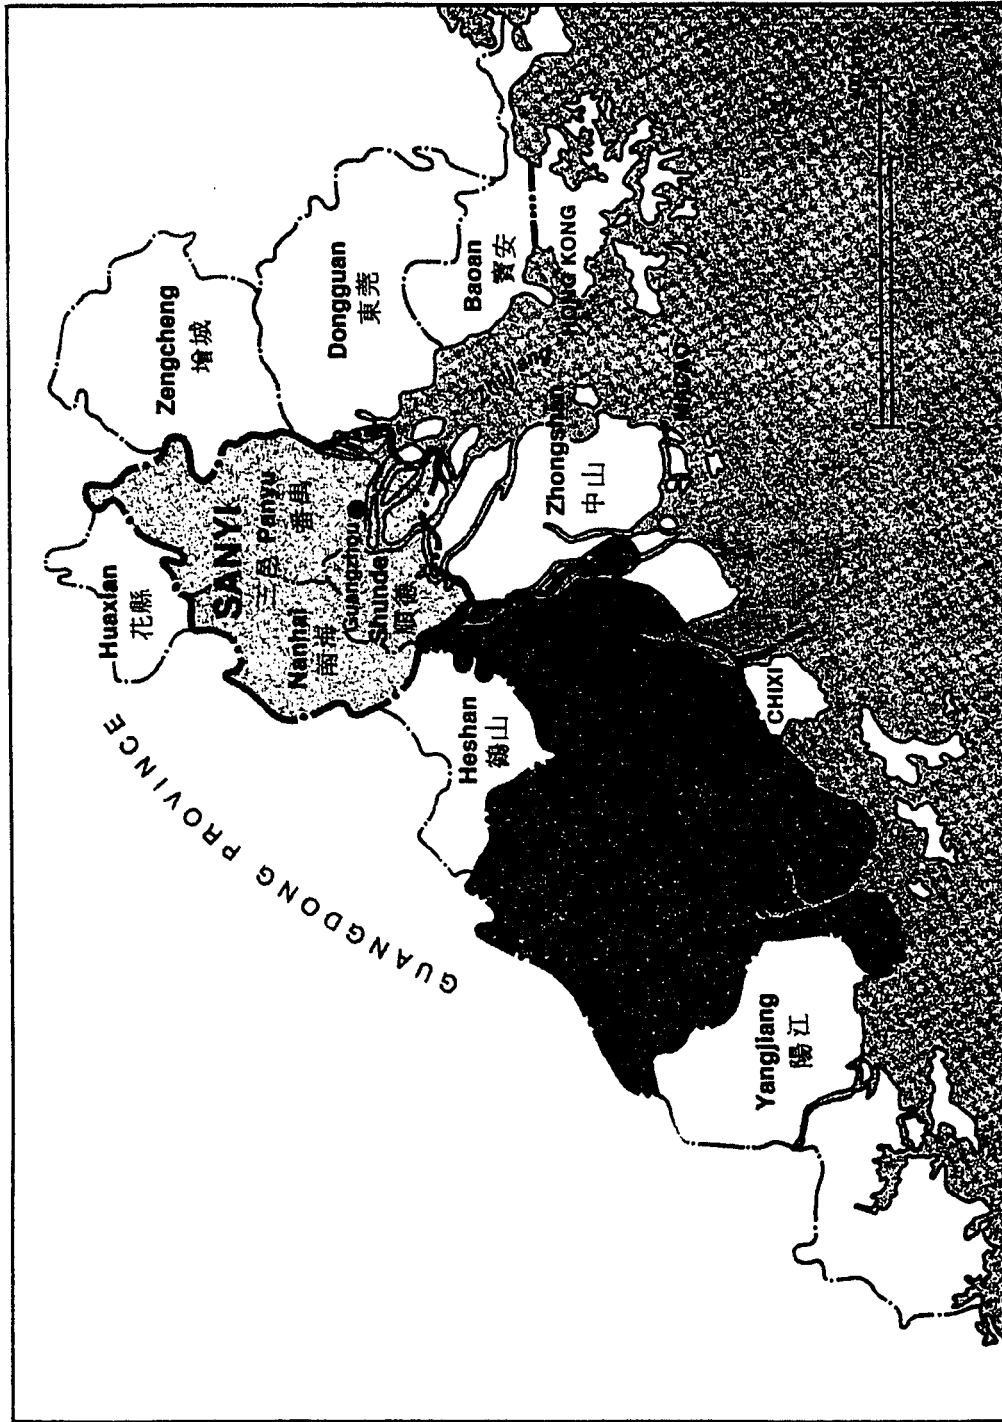 GUANGDONG PROVINCE
Huaxian
花縣
Zengcheng
增城
SANYI
三邑
Nanhai
南海
Panyu
番禺
Guangzhou
Shunde
順德
Dongguan
東莞
Heshan
鶴山
Baoan
寶安
Zhongshan
中山
HONG KONG
MACAO
CHIXI
Yangjiang
陽江